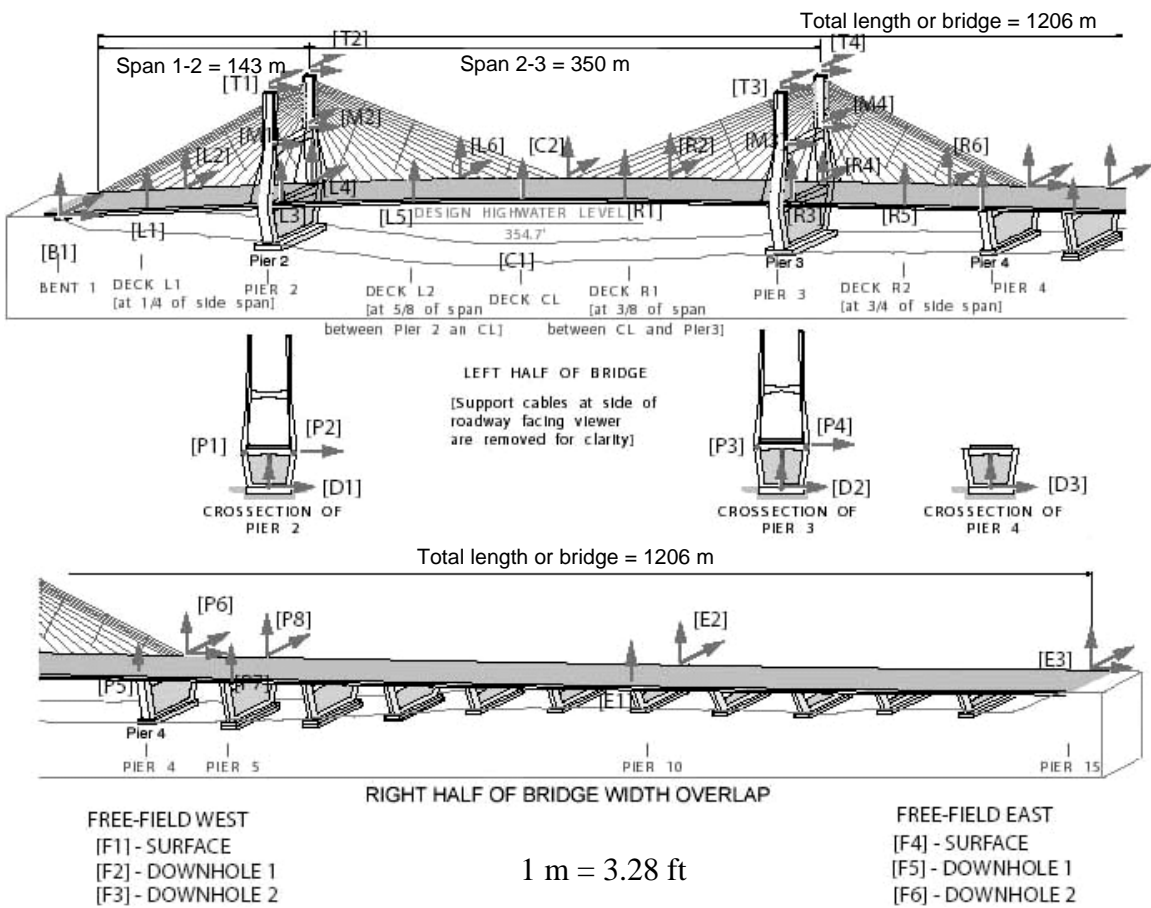 Total length or bridge = 1206 m
[T2]
[T4]
Span 1-2 = 143 m
Span 2-3 = 350 m
[T1]
[T3]
[M2]
[M4]
[M1]
[M3]
[L2]
[L6]
[C2]
[R2]
[R4]
[R6]
[L4]
[L3]
[L5]
DESIGN HIGHWATER LEVEL
[R1]
[R3]
[R5]
[L1]
354.7'
[B1]
[C1]
Pier 2
Pier 3
Pier 4
BENT 1
DECK L1
[at 1/4 of side span]
PIER 2
DECK L2
[at 5/8 of span
between Pier 2 an CL]
DECK CL
DECK R1
[at 3/8 of span
between CL and Pier3]
PIER 3
DECK R2
[at 3/4 of side span]
PIER 4
LEFT HALF OF BRIDGE
[Support cables at side of
roadway facing viewer
are removed for clarity]
[P1]
[P2]
[D1]
CROSSECTION OF
PIER 2
[P3]
[P4]
[D2]
CROSSECTION OF
PIER 3
[D3]
CROSSECTION OF
PIER 4
Total length or bridge = 1206 m
[P6]
[P8]
[E2]
[E3]
[P5]
[P7]
[E1]
Pier 4
PIER 4
PIER 5
PIER 10
PIER 15
RIGHT HALF OF BRIDGE WIDTH OVERLAP
FREE-FIELD WEST
[F1] - SURFACE
[F2] - DOWNHOLE 1
[F3] - DOWNHOLE 2
1 m = 3.28 ft
FREE-FIELD EAST
[F4] - SURFACE
[F5] - DOWNHOLE 1
[F6] - DOWNHOLE 2